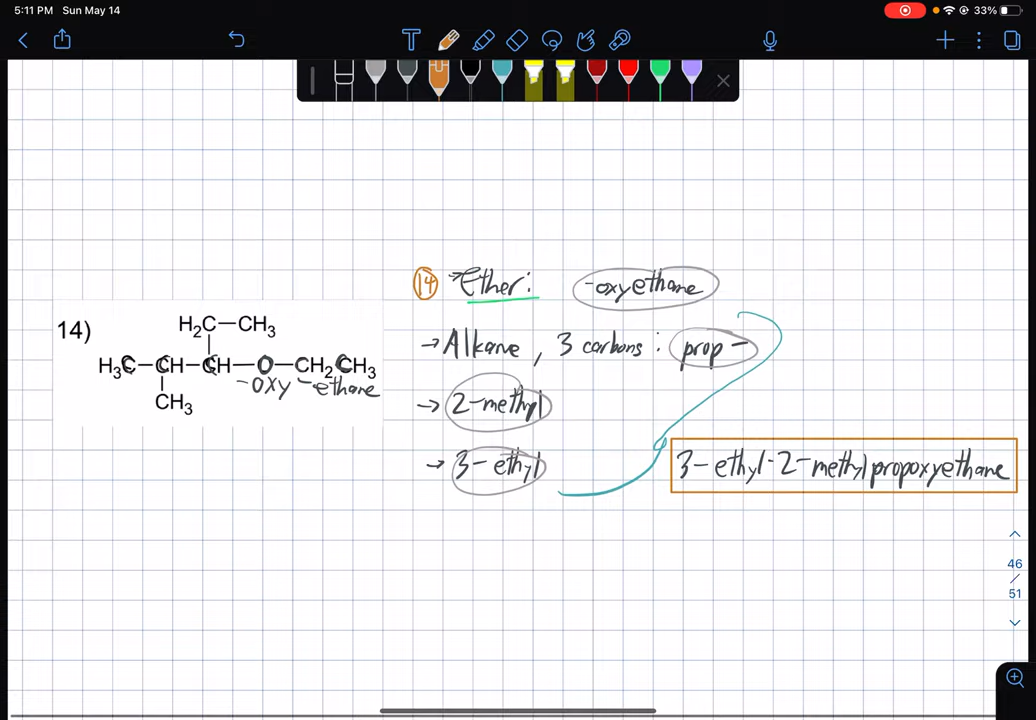 5:11 PM Sun May 14
33%
14)
H₂C—CH₃
H₃C—CH—CH—O—CH₂CH₃
-oxy -ethane
CH₃
14 → Ether: -oxyethane
→ Alkane, 3 carbons: prop-
→ 2-methyl
→ 3-ethyl
3-ethyl-2-methylpropoxyethane
46
/
51